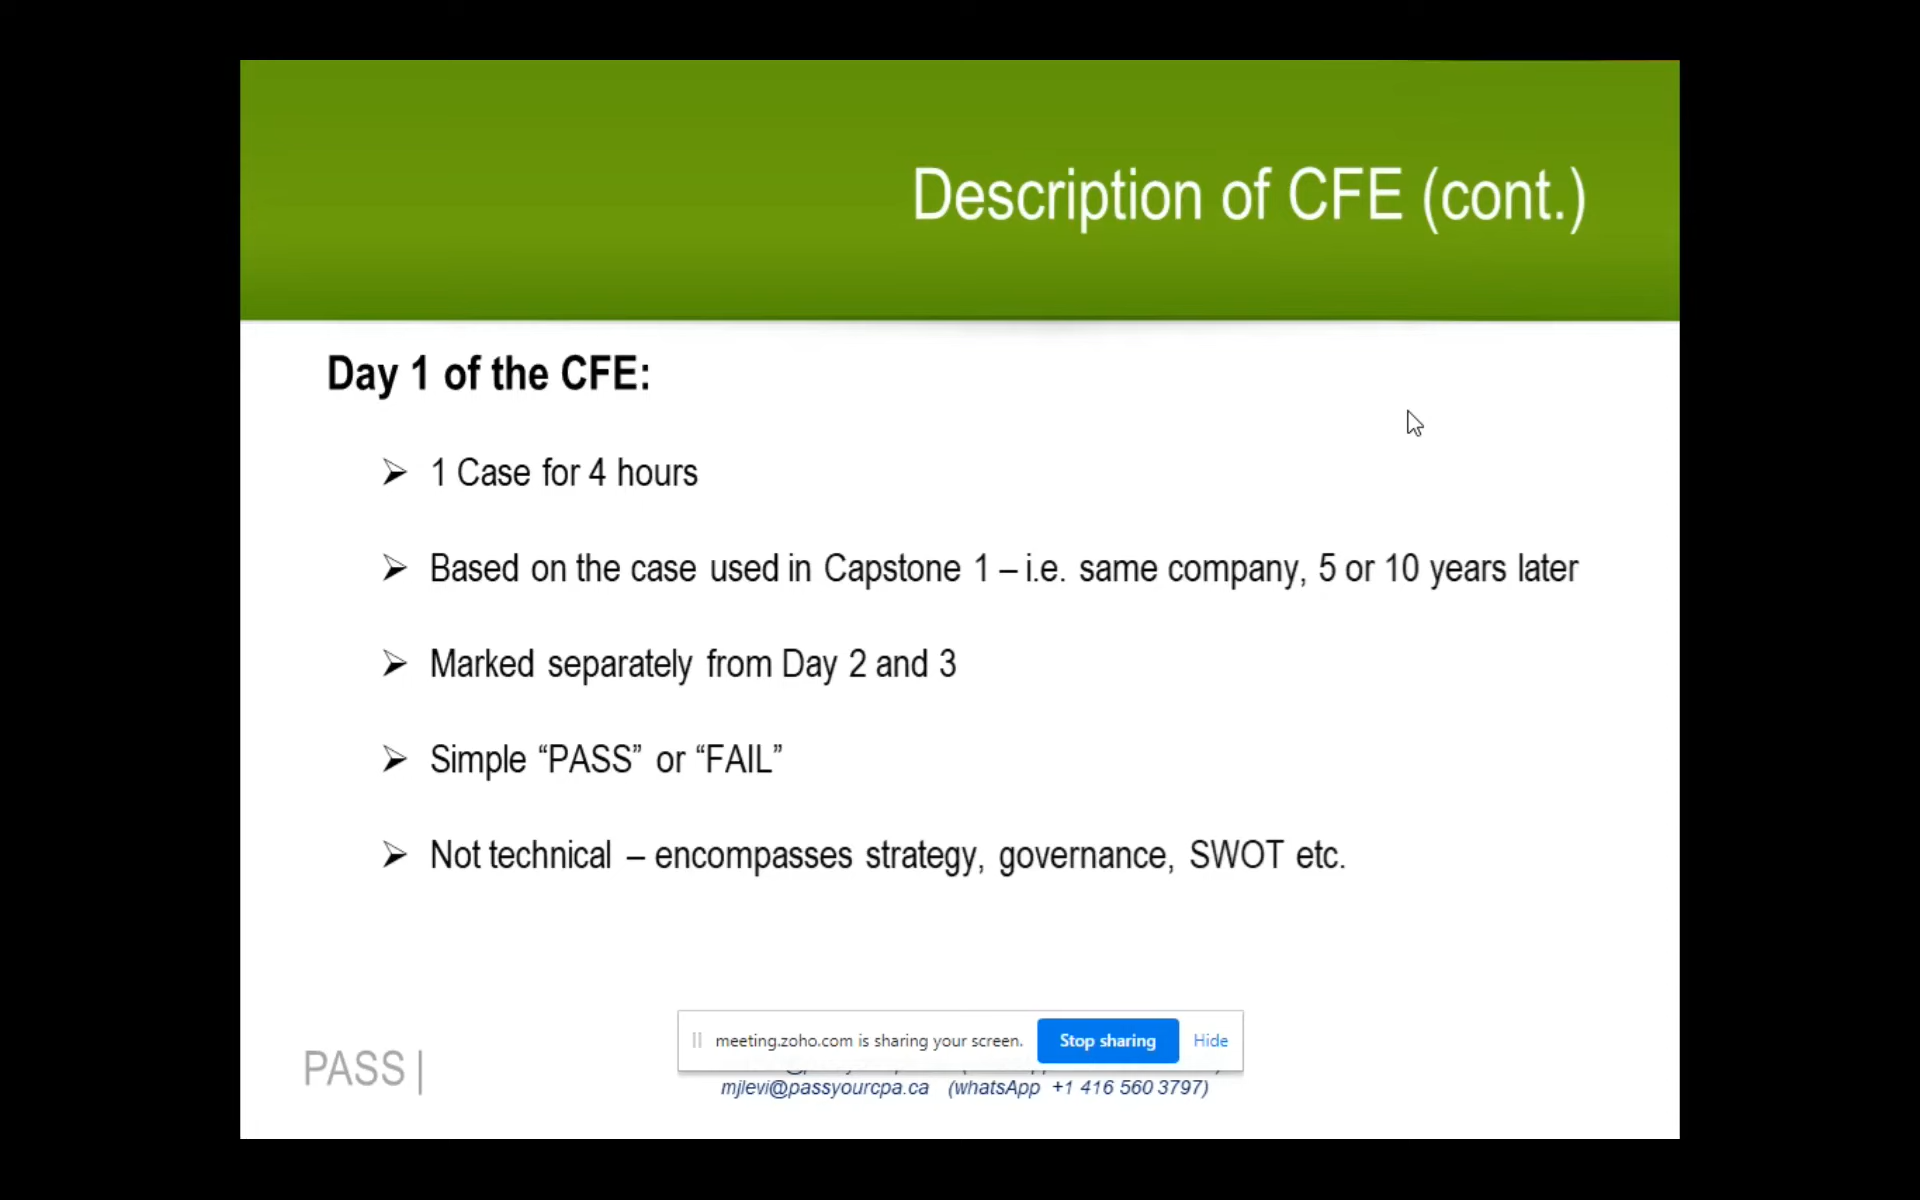 Description of CFE (cont.)
Day 1 of the CFE:
➢ 1 Case for 4 hours
➢ Based on the case used in Capstone 1 – i.e. same company, 5 or 10 years later
➢ Marked separately from Day 2 and 3
➢ Simple “PASS” or “FAIL”
➢ Not technical – encompasses strategy, governance, SWOT etc.
meeting.zoho.com is sharing your screen. Stop sharing Hide
PASS |
mjlevi@passyourcpa.ca (whatsApp +1 416 560 3797)